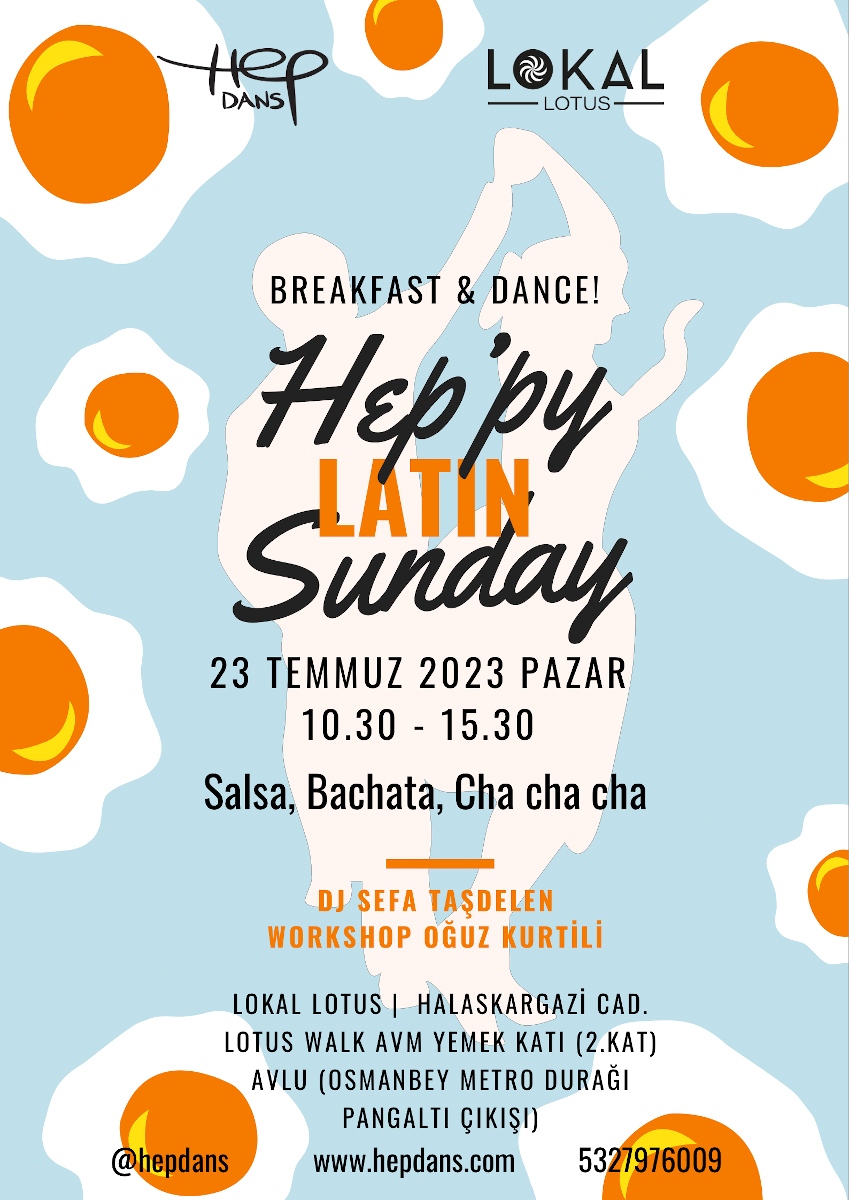 Hep
DANS
LOKAL
LOTUS
BREAKFAST & DANCE!
Hep'py
LATIN
Sunday
23 TEMMUZ 2023 PAZAR
10.30 - 15.30
Salsa, Bachata, Cha cha cha
DJ SEFA TAŞDELEN
WORKSHOP OĞUZ KURTİLİ
LOKAL LOTUS | HALASKARGAZİ CAD.
LOTUS WALK AVM YEMEK KATI (2.KAT)
AVLU (OSMANBEY METRO DURAĞI
PANGALTI ÇIKIŞI)
@hepdans www.hepdans.com 5327976009